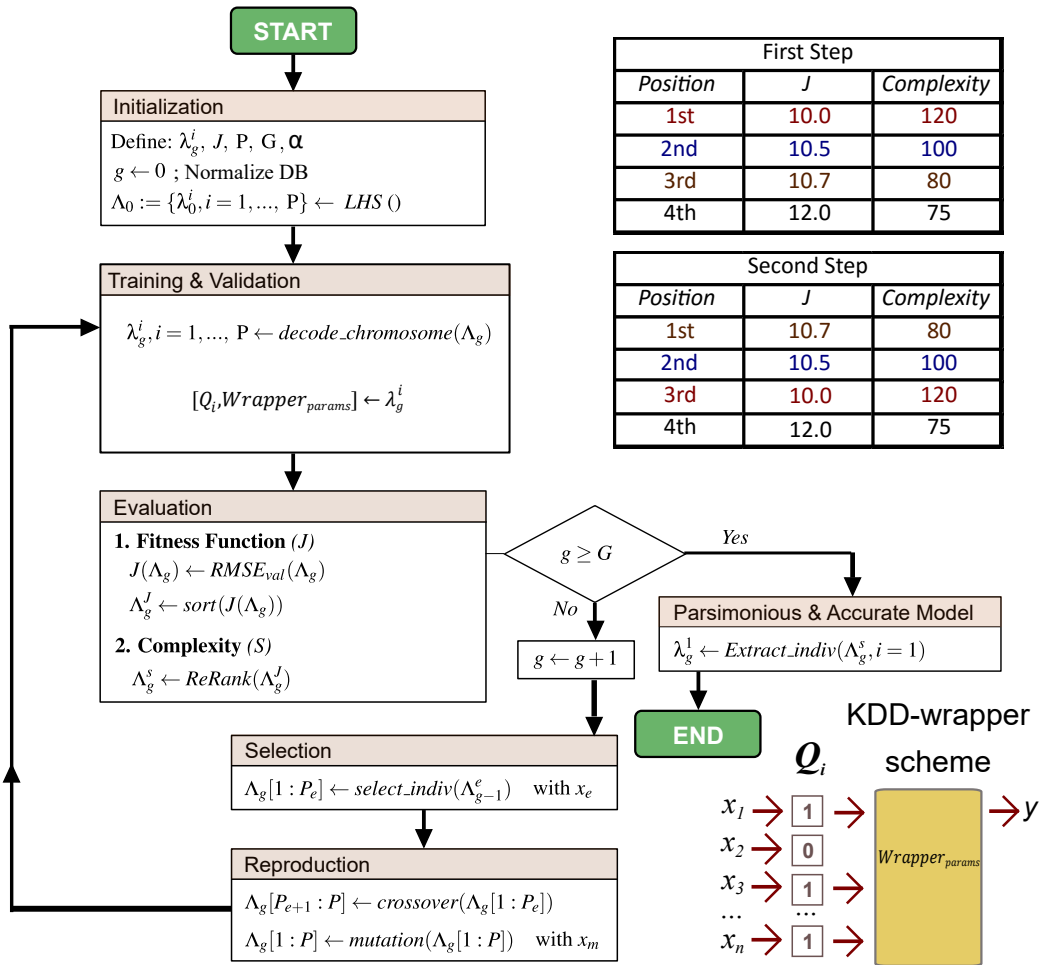 START
Initialization
Define: λ_g^i, J, P, G, α
g ← 0 ; Normalize DB
Λ_0 := {λ_0^i, i = 1, ..., P} ← LHS ()
Training & Validation
λ_g^i, i = 1, ..., P ← decode_chromosome(Λ_g)
[Q_i,Wrapper_params] ← λ_g^i
Evaluation
1. Fitness Function (J)
J(Λ_g) ← RMSE_val(Λ_g)
Λ_g^J ← sort(J(Λ_g))
2. Complexity (S)
Λ_g^s ← ReRank(Λ_g^J)
g ≥ G
Yes
No
g ← g + 1
Parsimonious & Accurate Model
λ_g^1 ← Extract_indiv(Λ_g^s, i = 1)
END
Selection
Λ_g[1 : P_e] ← select_indiv(Λ_{g-1}^e) with x_e
Reproduction
Λ_g[P_{e+1} : P] ← crossover(Λ_g[1 : P_e])
Λ_g[1 : P] ← mutation(Λ_g[1 : P]) with x_m
First Step
Position J Complexity
1st 10.0 120
2nd 10.5 100
3rd 10.7 80
4th 12.0 75
Second Step
Position J Complexity
1st 10.7 80
2nd 10.5 100
3rd 10.0 120
4th 12.0 75
KDD-wrapper
scheme
Q_i
x_1 1
x_2 0
x_3 1
... ...
x_n 1
Wrapper_params
y